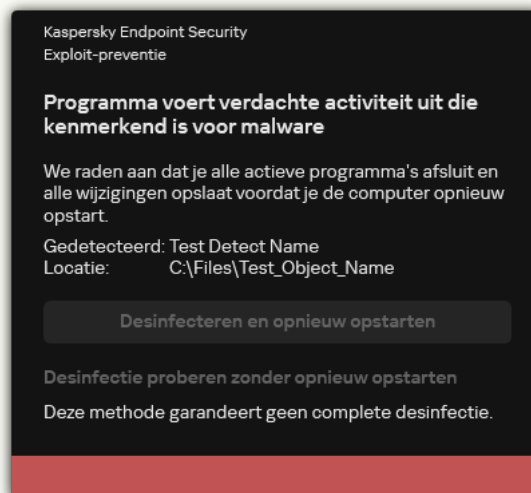 Kaspersky Endpoint Security
Exploit-preventie
Programma voert verdachte activiteit uit die
kenmerkend is voor malware
We raden aan dat je alle actieve programma's afsluit en
alle wijzigingen opslaat voordat je de computer opnieuw
opstart.
Gedetecteerd: Test Detect Name
Locatie: C:\Files\Test_Object_Name
Desinfecteren en opnieuw opstarten
Desinfectie proberen zonder opnieuw opstarten
Deze methode garandeert geen complete desinfectie.